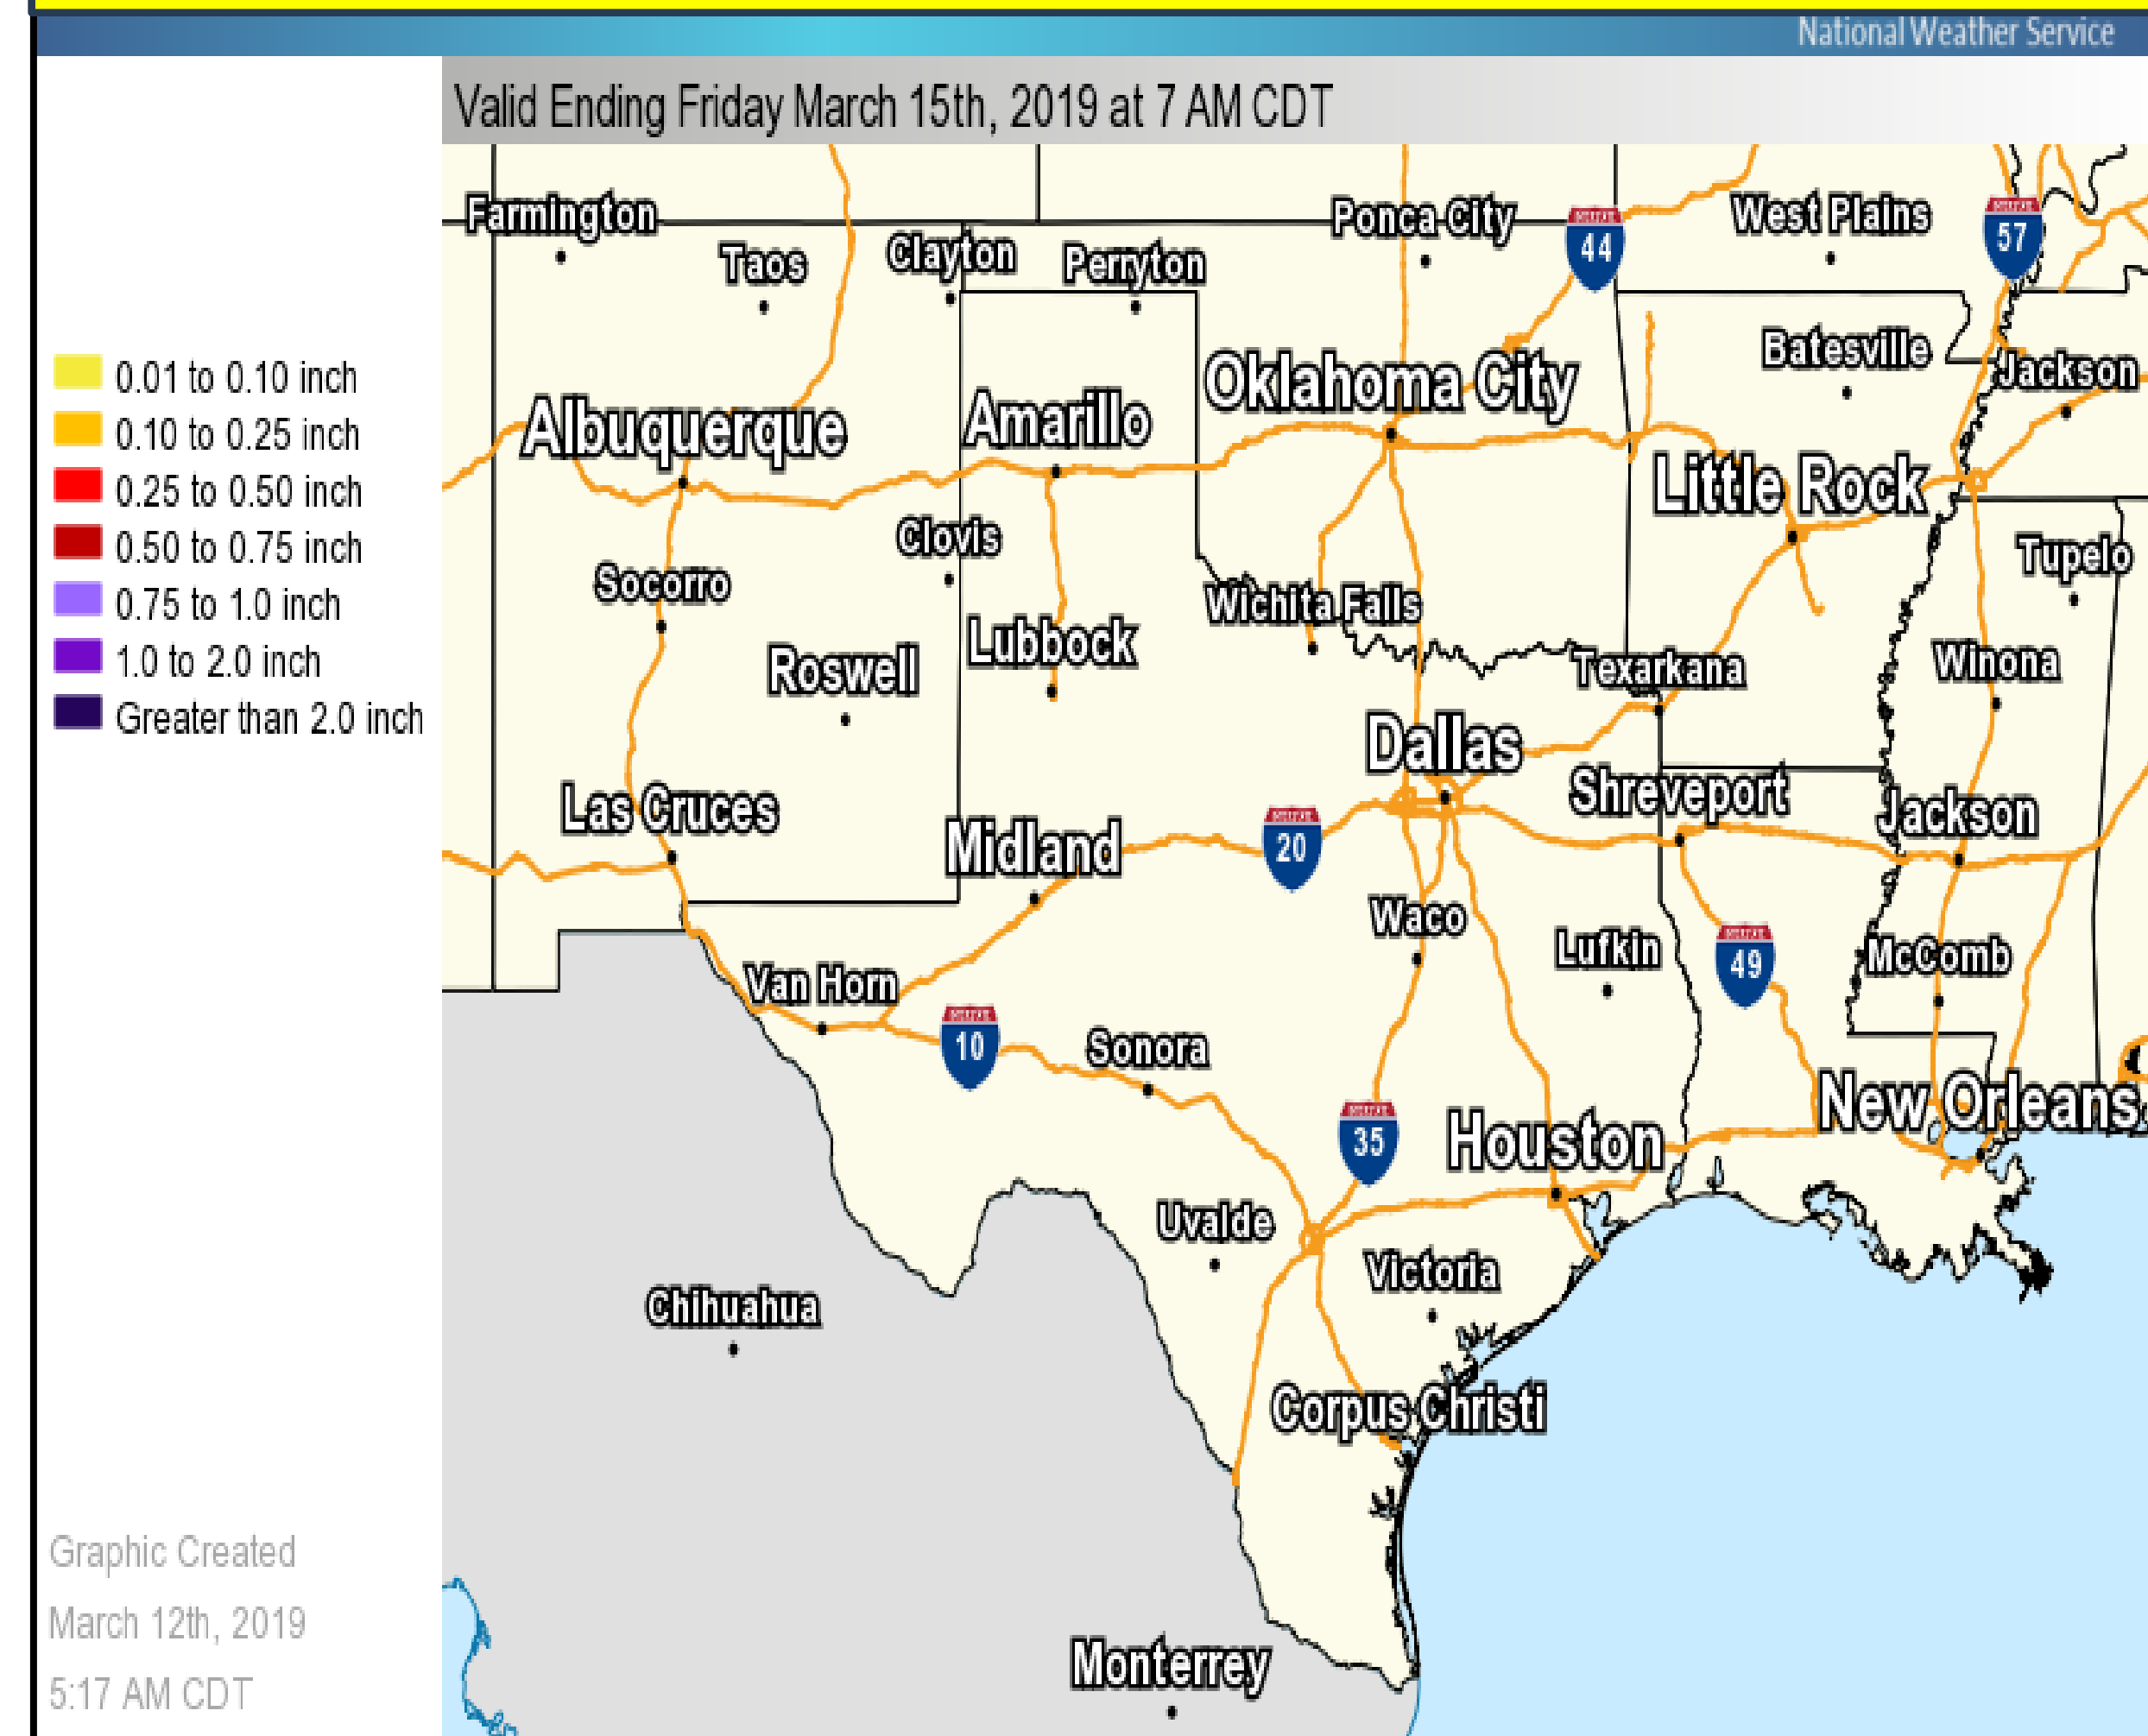 National Weather Service
Valid Ending Friday March 15th, 2019 at 7 AM CDT
0.01 to 0.10 inch
0.10 to 0.25 inch
0.25 to 0.50 inch
0.50 to 0.75 inch
0.75 to 1.0 inch
1.0 to 2.0 inch
Greater than 2.0 inch
Graphic Created
March 12th, 2019
5:17 AM CDT
Farmington
Taos
Clayton
Perryton
Ponca City
44
West Plains
57
Batesville
Jackson
Oklahoma City
Albuquerque
Amarillo
Little Rock
Clovis
Tupelo
Socorro
Wichita Falls
Roswell
Lubbock
Texarkana
Winona
Dallas
Las Cruces
Midland
20
Shreveport
Jackson
Waco
Lufkin
49
McComb
Van Horn
10
Sonora
35
Houston
New Orleans
Uvalde
Victoria
Chihuahua
Corpus Christi
Monterrey